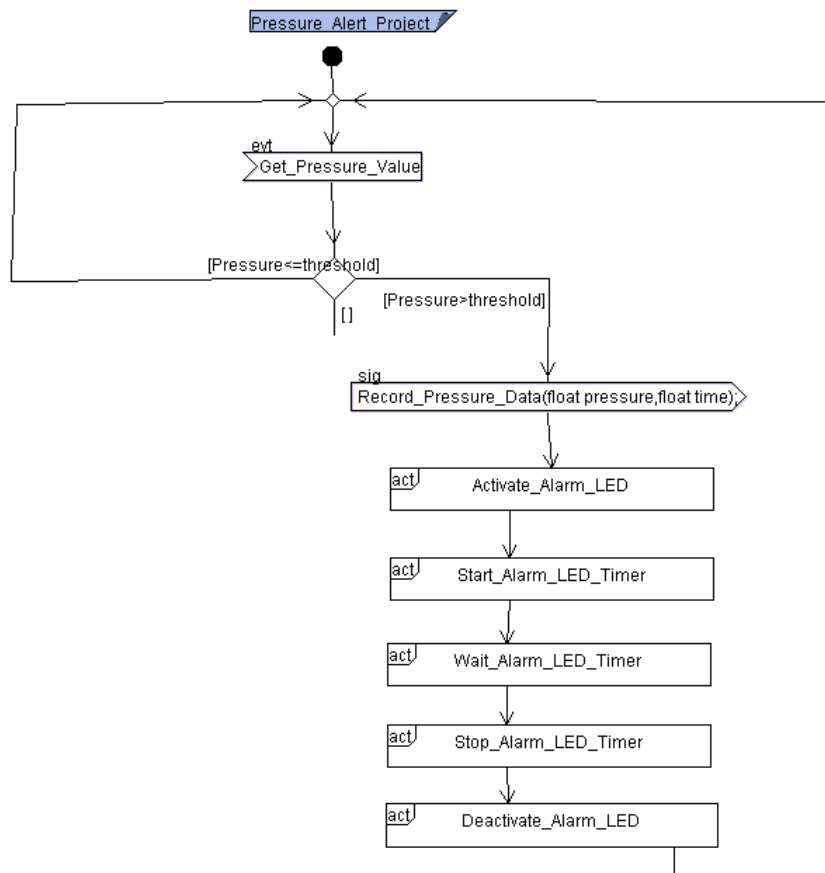 Pressure_Alert_Project
evt
Get_Pressure_Value
[Pressure<=threshold]
[Pressure>threshold]
[ ]
sig
Record_Pressure_Data(float pressure,float time);
act
Activate_Alarm_LED
act
Start_Alarm_LED_Timer
act
Wait_Alarm_LED_Timer
act
Stop_Alarm_LED_Timer
act
Deactivate_Alarm_LED